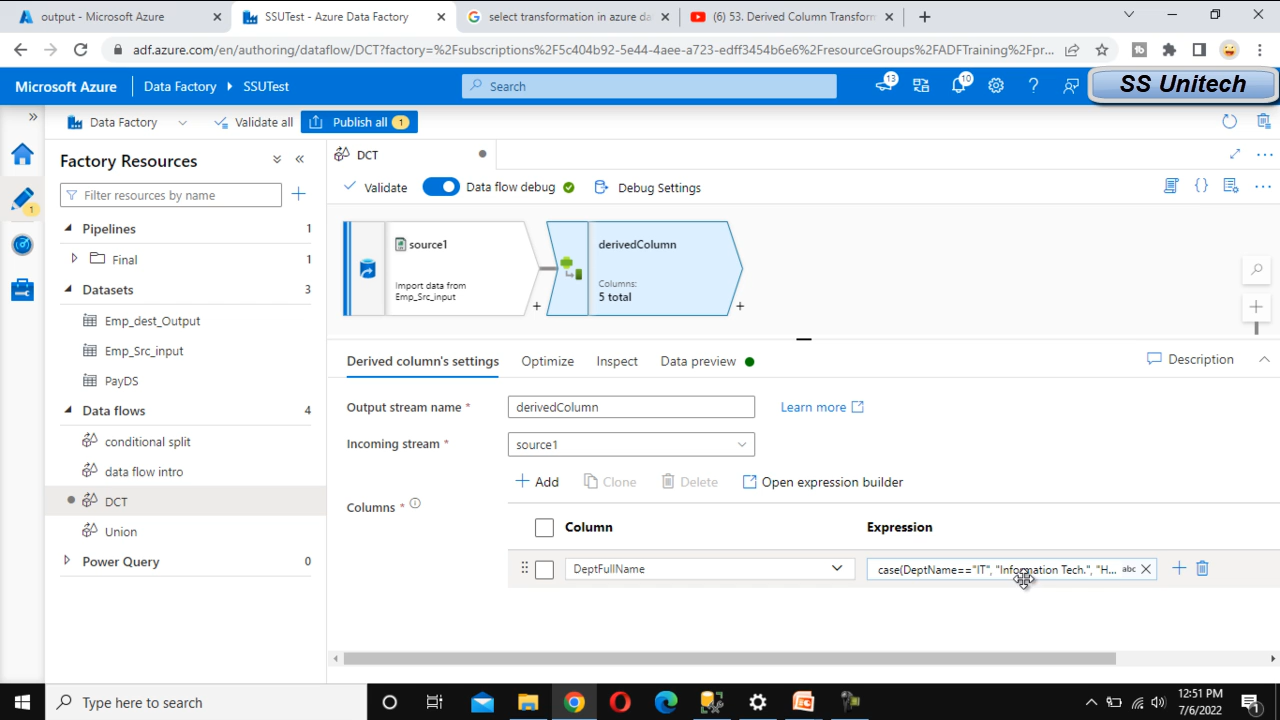 output - Microsoft Azure
SSUTest - Azure Data Factory
select transformation in azure da
(6) 53. Derived Column Transform
adf.azure.com/en/authoring/dataflow/DCT?factory=%2Fsubscriptions%2F5c404b92-5e44-4aee-a723-edff3454b6e6%2FresourceGroups%2FADFTraining%2Fpr...
Microsoft Azure
Data Factory
SSUTest
Search
13
10
SS Unitech
Data Factory
Validate all
Publish all
1
Factory Resources
Filter resources by name
1
Pipelines
1
Final
1
Datasets
3
Emp_dest_Output
Emp_Src_input
PayDS
Data flows
4
conditional split
data flow intro
DCT
Union
Power Query
0
DCT
Validate
Data flow debug
Debug Settings
source1
Import data from
Emp_Src_input
derivedColumn
Columns:
5 total
Derived column's settings
Optimize
Inspect
Data preview
Description
Output stream name *
derivedColumn
Learn more
Incoming stream *
source1
Add
Clone
Delete
Open expression builder
Columns *
Column
Expression
DeptFullName
case(DeptName=="IT", "Information Tech.", "H...
abc
Type here to search
12:51 PM
7/6/2022
1